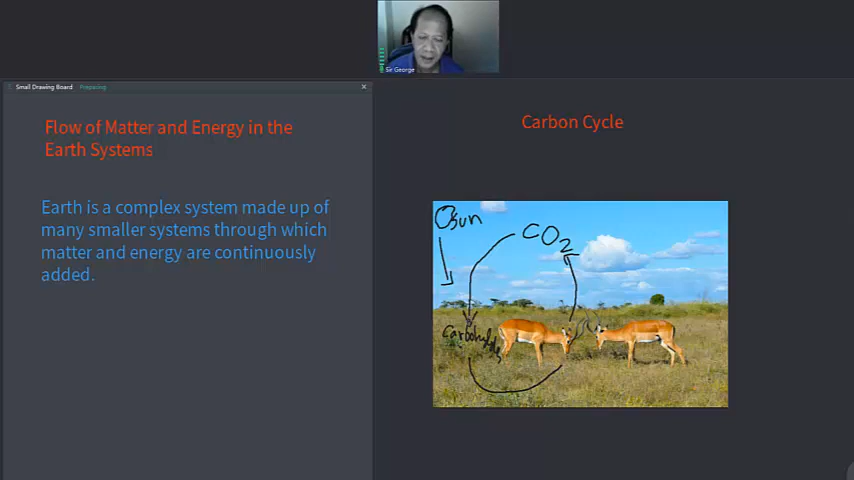 Sir George
Small Drawing Board Preparing
Flow of Matter and Energy in the
Earth Systems
Earth is a complex system made up of
many smaller systems through which
matter and energy are continuously
added.
Carbon Cycle
sun
CO2